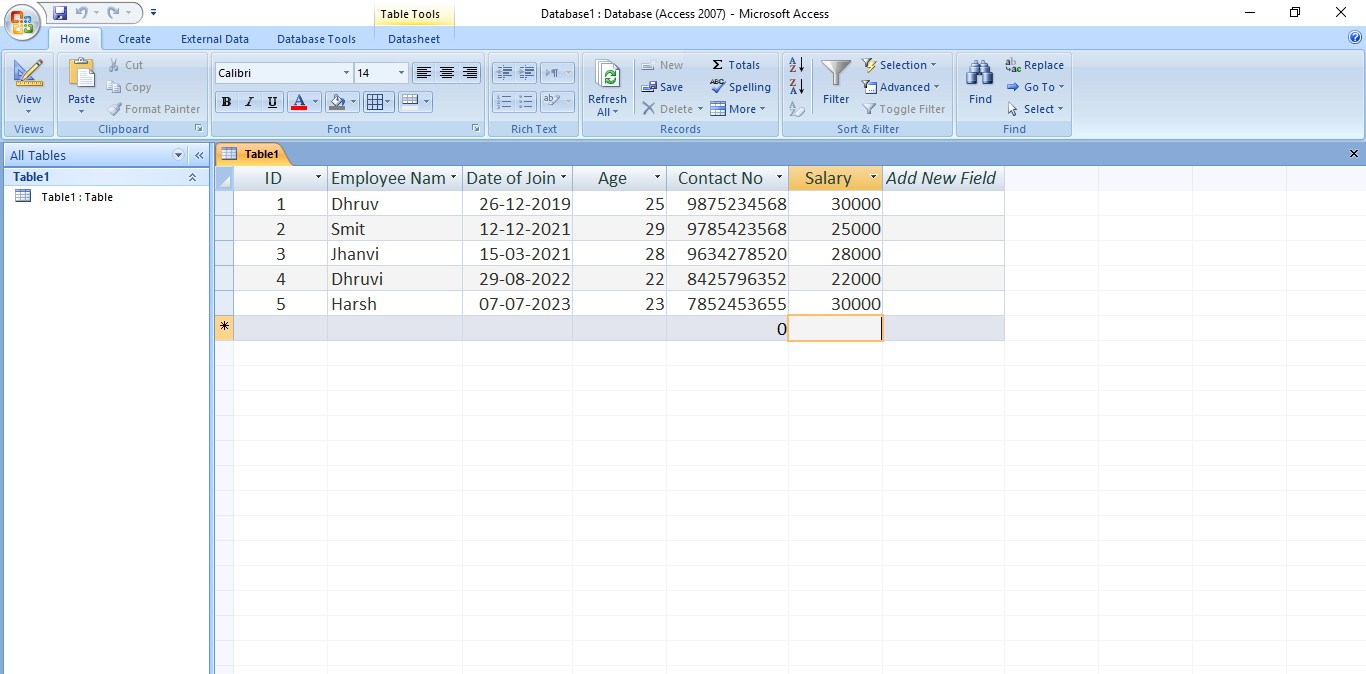 Table Tools
Database1 : Database (Access 2007) - Microsoft Access
Home Create External Data Database Tools Datasheet
View
Views
Paste
Cut
Copy
Format Painter
Clipboard
Calibri 14
B I U A
Font
ab
Rich Text
Refresh All
New
Save
Delete
Σ Totals
ABC Spelling
More
Records
A Z
Z A
A Z
Filter
Selection
Advanced
Toggle Filter
Sort & Filter
Find
ab ac Replace
Go To
Select
Find
All Tables «
Table1
Table1 : Table
Table1
ID Employee Nam Date of Join Age Contact No Salary Add New Field
1 Dhruv 26-12-2019 25 9875234568 30000
2 Smit 12-12-2021 29 9785423568 25000
3 Jhanvi 15-03-2021 28 9634278520 28000
4 Dhruvi 29-08-2022 22 8425796352 22000
5 Harsh 07-07-2023 23 7852453655 30000
* 0